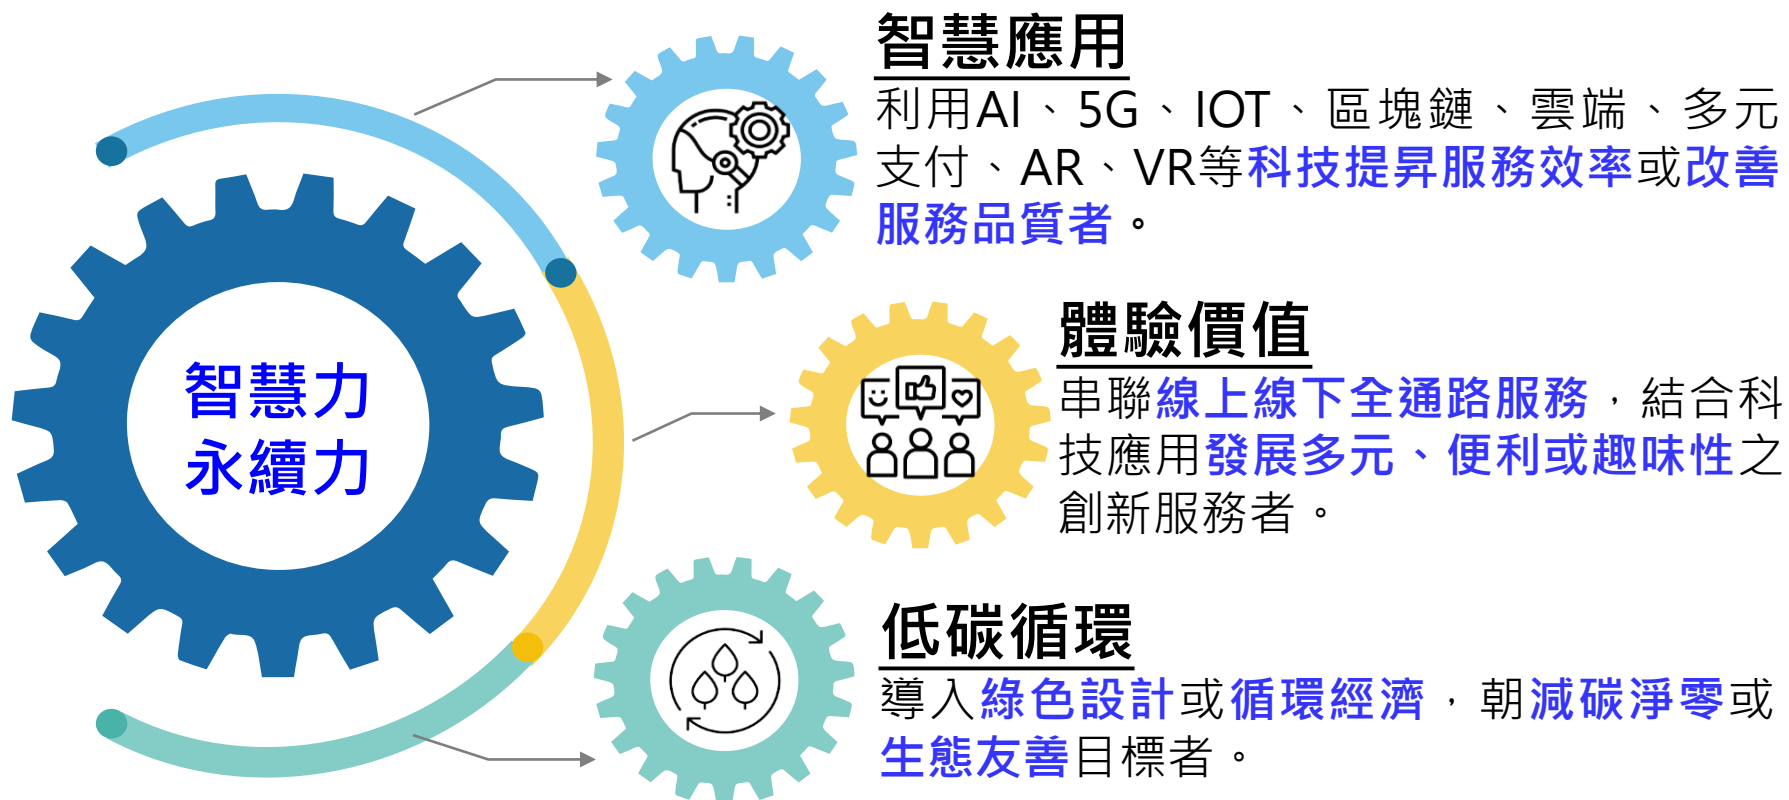 智慧應用
利用AI、5G、IOT、區塊鏈、雲端、多元
支付、AR、VR等科技提昇服務效率或改善
服務品質者。
智慧力
永續力
體驗價值
串聯線上線下全通路服務，結合科
技應用發展多元、便利或趣味性之
創新服務者。
低碳循環
導入綠色設計或循環經濟，朝減碳淨零或
生態友善目標者。